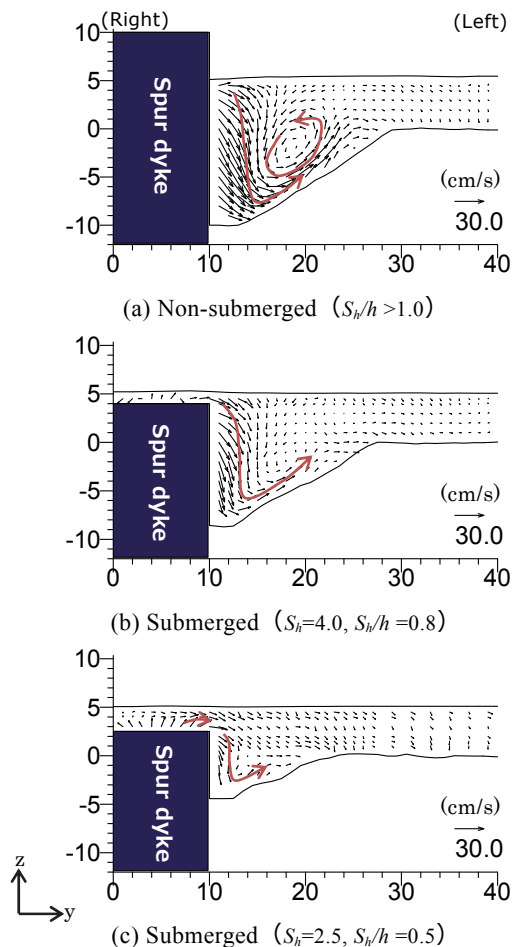 (Right) (Left)
10
5
0
-5
-10
Spur dyke
(cm/s)
30.0
0 10 20 30 40
(a) Non-submerged (Sh/h >1.0)
10
5
0
-5
-10
Spur dyke
(cm/s)
30.0
0 10 20 30 40
(b) Submerged (Sh=4.0, Sh/h =0.8)
10
5
0
-5
-10
Spur dyke
(cm/s)
30.0
0 10 20 30 40
z
y
(c) Submerged (Sh=2.5, Sh/h =0.5)